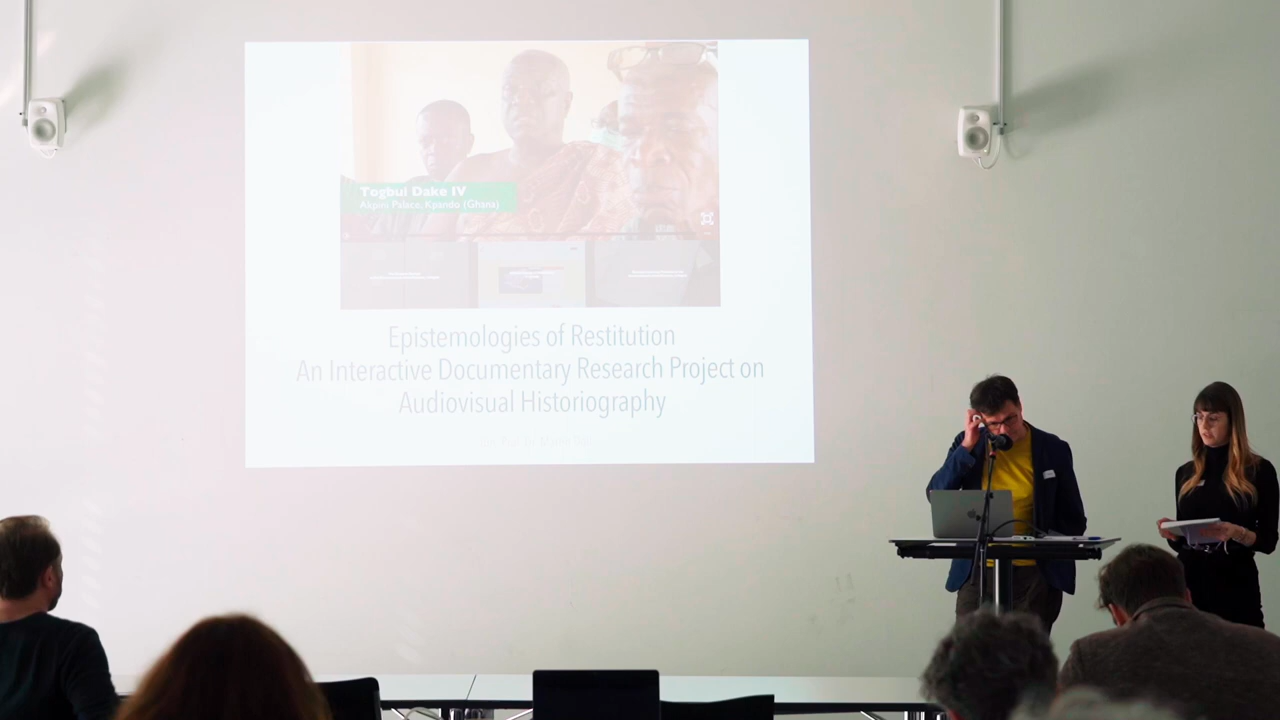 Togbui Dake IV
Akpini Palace, Kpando (Ghana)
Epistemologies of Restitution
An Interactive Documentary Research Project on
Audiovisual Historiography